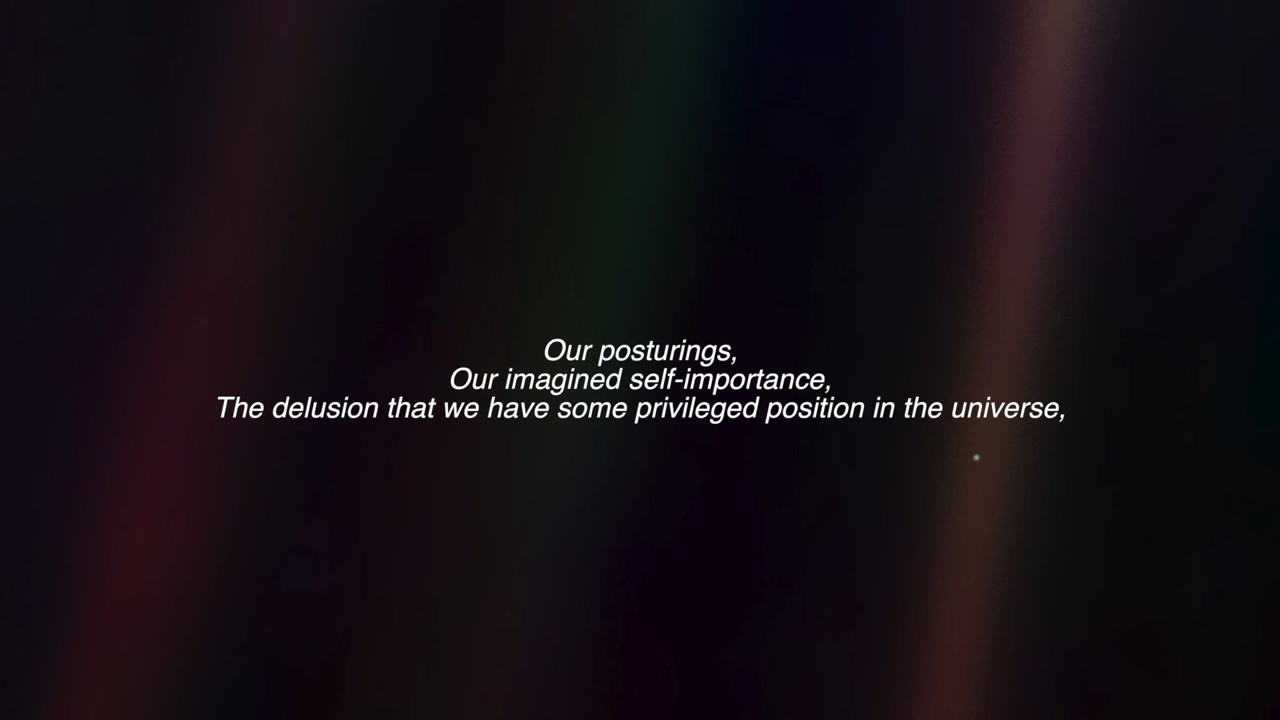 Our posturings,
Our imagined self-importance,
The delusion that we have some privileged position in the universe,